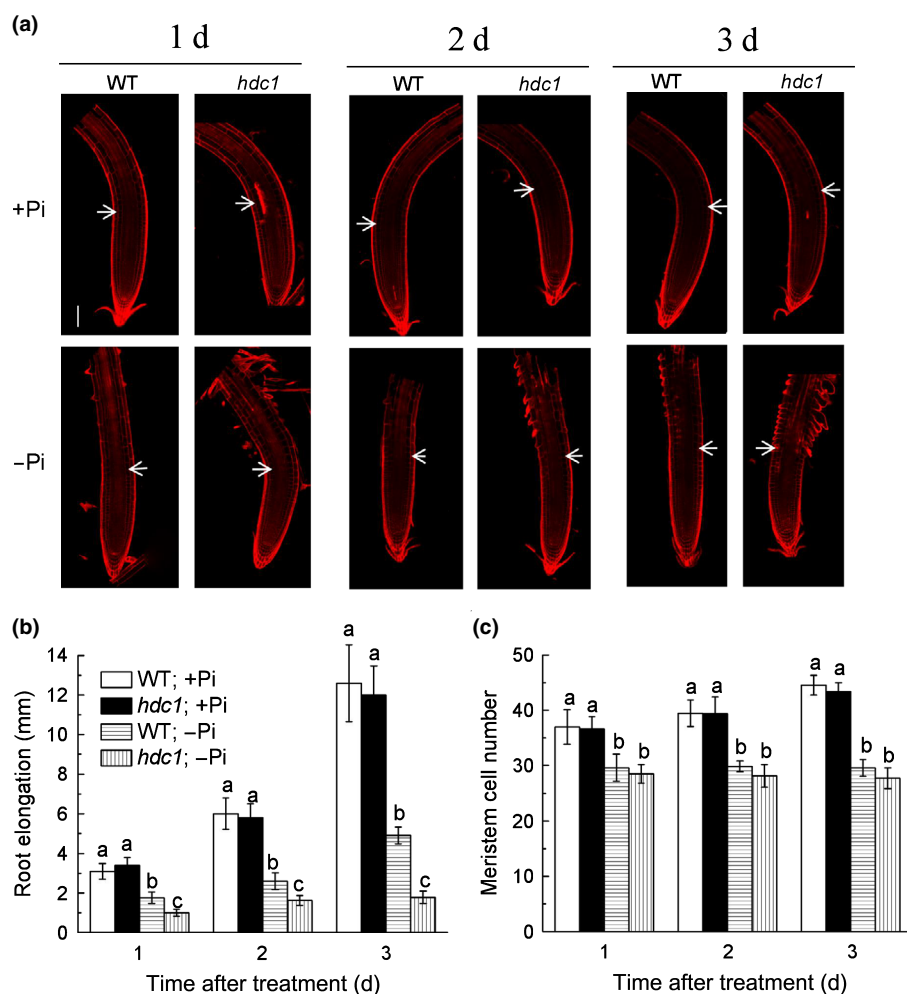 (a)
1 d 2 d 3 d
WT hdc1 WT hdc1 WT hdc1
+Pi
−Pi
(b)
Root elongation (mm)
14
12
10
8
6
4
2
0
WT; +Pi
hdc1; +Pi
WT; −Pi
hdc1; −Pi
a a b c
a a b c
a a b c
1 2 3
Time after treatment (d)
(c)
Meristem cell number
50
40
30
20
10
0
a a b b
a a b b
a a b b
1 2 3
Time after treatment (d)